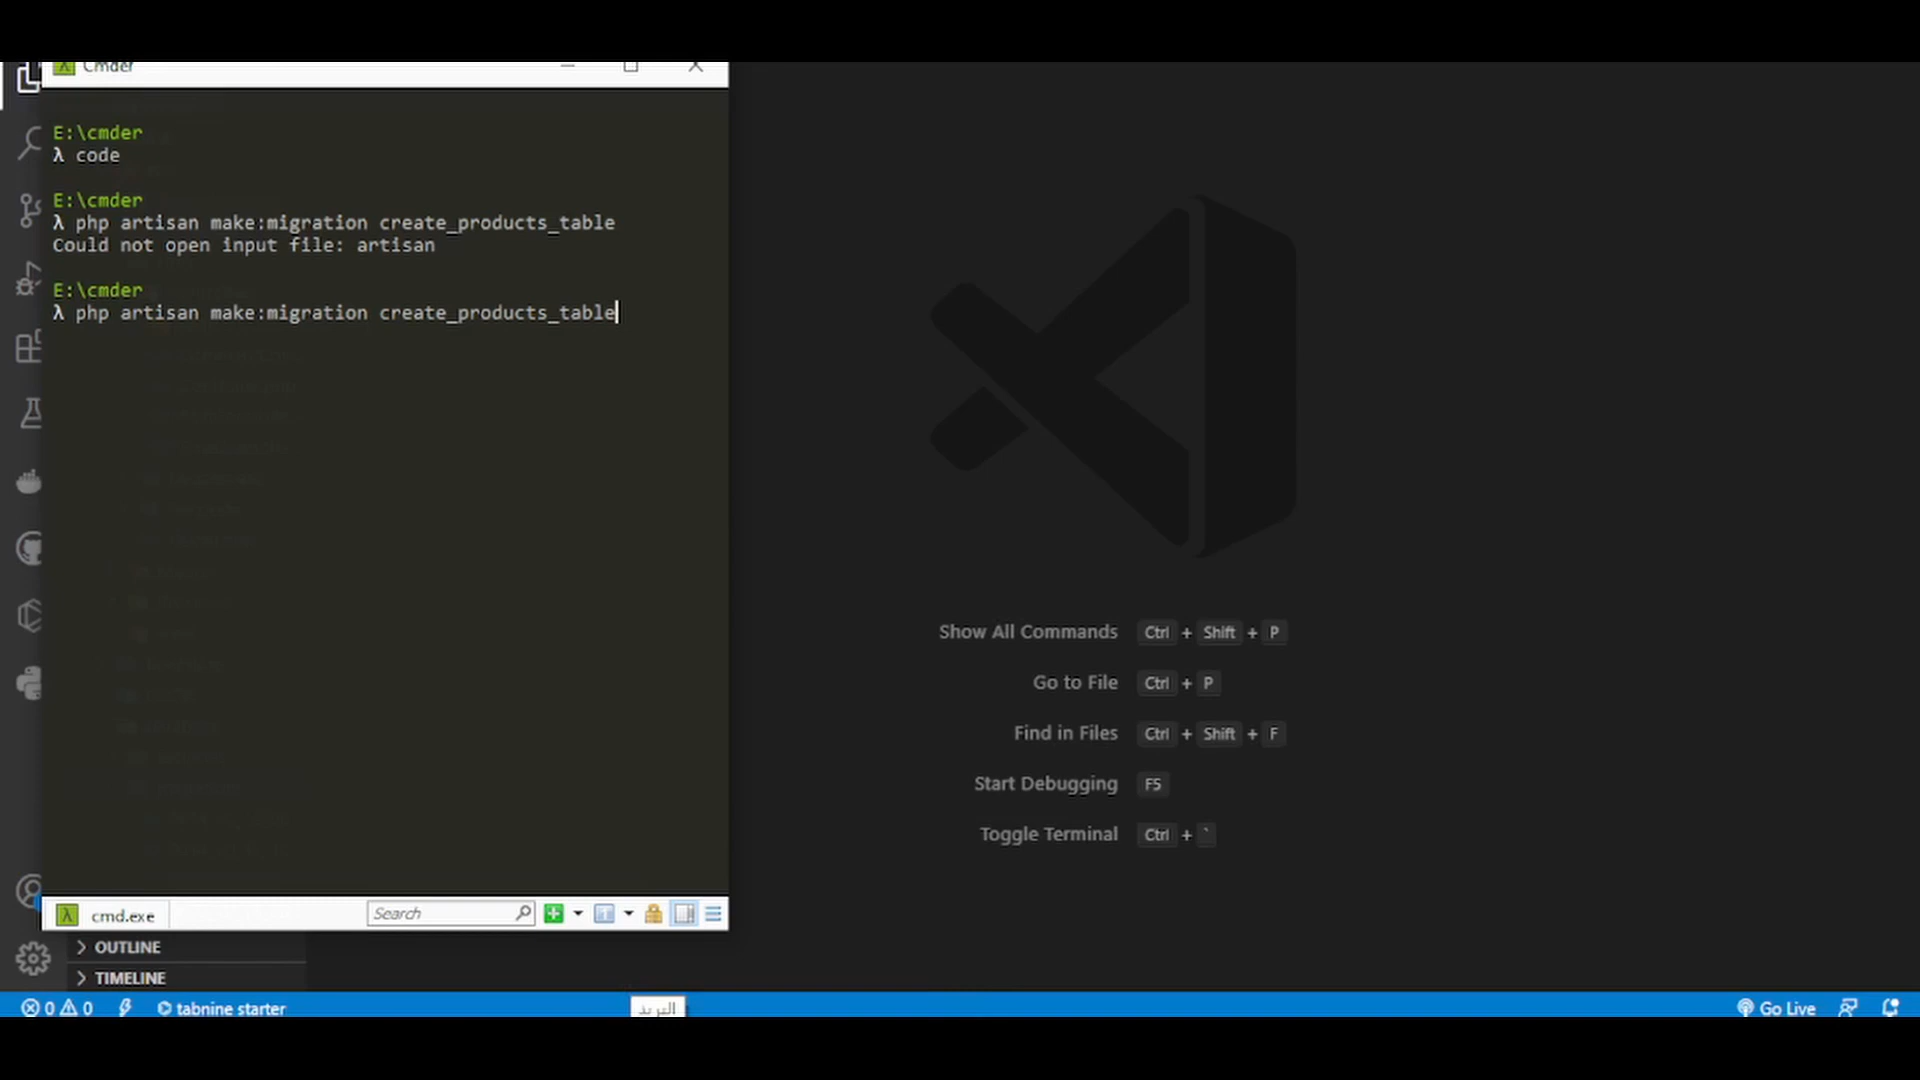 Cmder
E:\cmder
λ code
E:\cmder
λ php artisan make:migration create_products_table
Could not open input file: artisan
E:\cmder
λ php artisan make:migration create_products_table
Show All Commands Ctrl + Shift + P
Go to File Ctrl + P
Find in Files Ctrl + Shift + F
Start Debugging F5
Toggle Terminal Ctrl + `
cmd.exe
Search
OUTLINE
TIMELINE
0 0 tabnine starter
البريد
Go Live